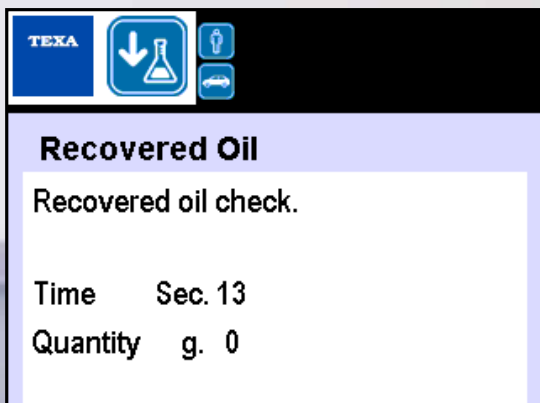 TEXA
Recovered Oil
Recovered oil check.
Time Sec. 13
Quantity g. 0